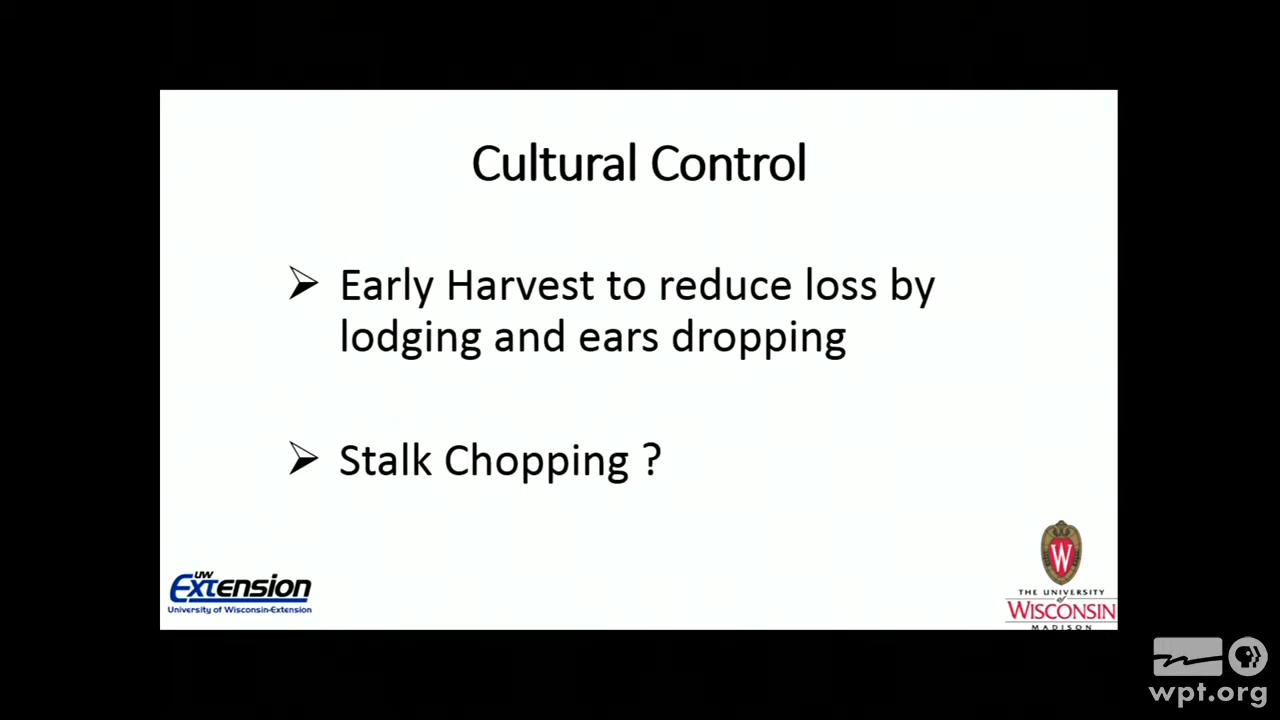 Cultural Control
➢ Early Harvest to reduce loss by
lodging and ears dropping
➢ Stalk Chopping ?
UW
Extension
University of Wisconsin-Extension
W
THE UNIVERSITY
of
WISCONSIN
MADISON
wpt.org